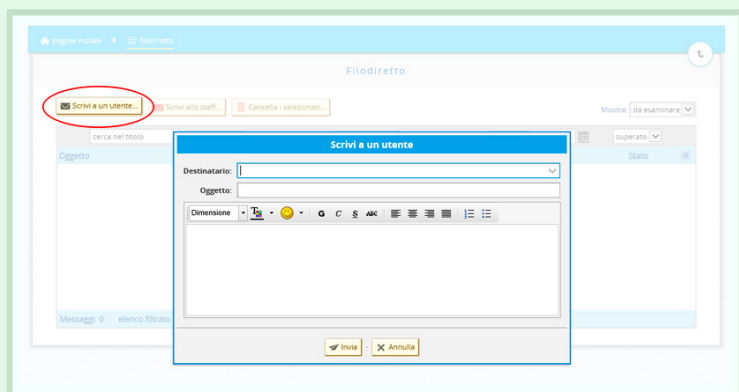 pagina iniziale
filodiretto
Filodiretto
Scrivi a un utente...
Scrivi allo staff...
Cancella i selezionati...
Mostra: da esaminare
cerca nel titolo
superato
Oggetto
Stato
Scrivi a un utente
Destinatario:
Oggetto:
Dimensione
G C S ABC
Messaggi: 0 - elenco filtrato
Invia - Annulla